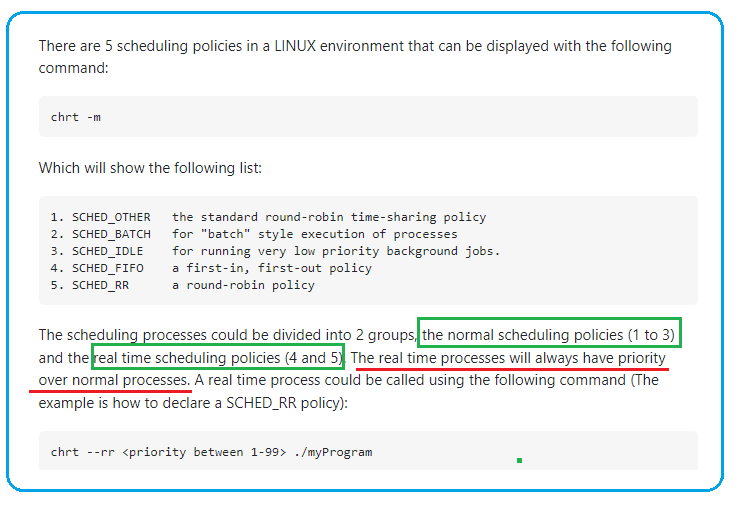 There are 5 scheduling policies in a LINUX environment that can be displayed with the following
command:
chrt -m
Which will show the following list:
1. SCHED_OTHER   the standard round-robin time-sharing policy
2. SCHED_BATCH   for "batch" style execution of processes
3. SCHED_IDLE    for running very low priority background jobs.
4. SCHED_FIFO    a first-in, first-out policy
5. SCHED_RR      a round-robin policy
The scheduling processes could be divided into 2 groups, the normal scheduling policies (1 to 3)
and the real time scheduling policies (4 and 5). The real time processes will always have priority
over normal processes. A real time process could be called using the following command (The
example is how to declare a SCHED_RR policy):
chrt --rr <priority between 1-99> ./myProgram